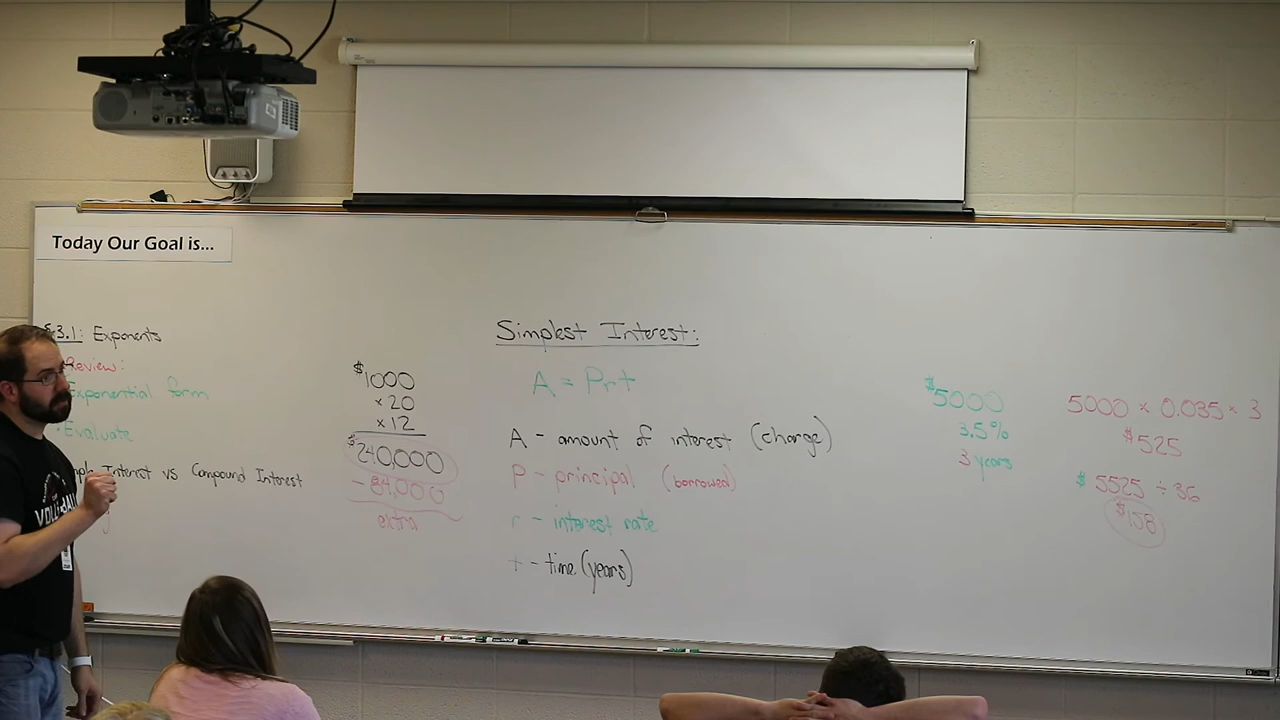 Today Our Goal is...
§3.1: Exponents
Review:
Exponential form
Evaluate
Interest vs Compound Interest
$1000
×20
×12
$240,000
- 84,000
extra
Simplest Interest:
A = Prt
A - amount of interest (charge)
P - principal (borrowed)
r - interest rate
t - time (years)
$5000
3.5%
3 years
5000 × 0.035 × 3
$525
$5525 ÷ 36
$158